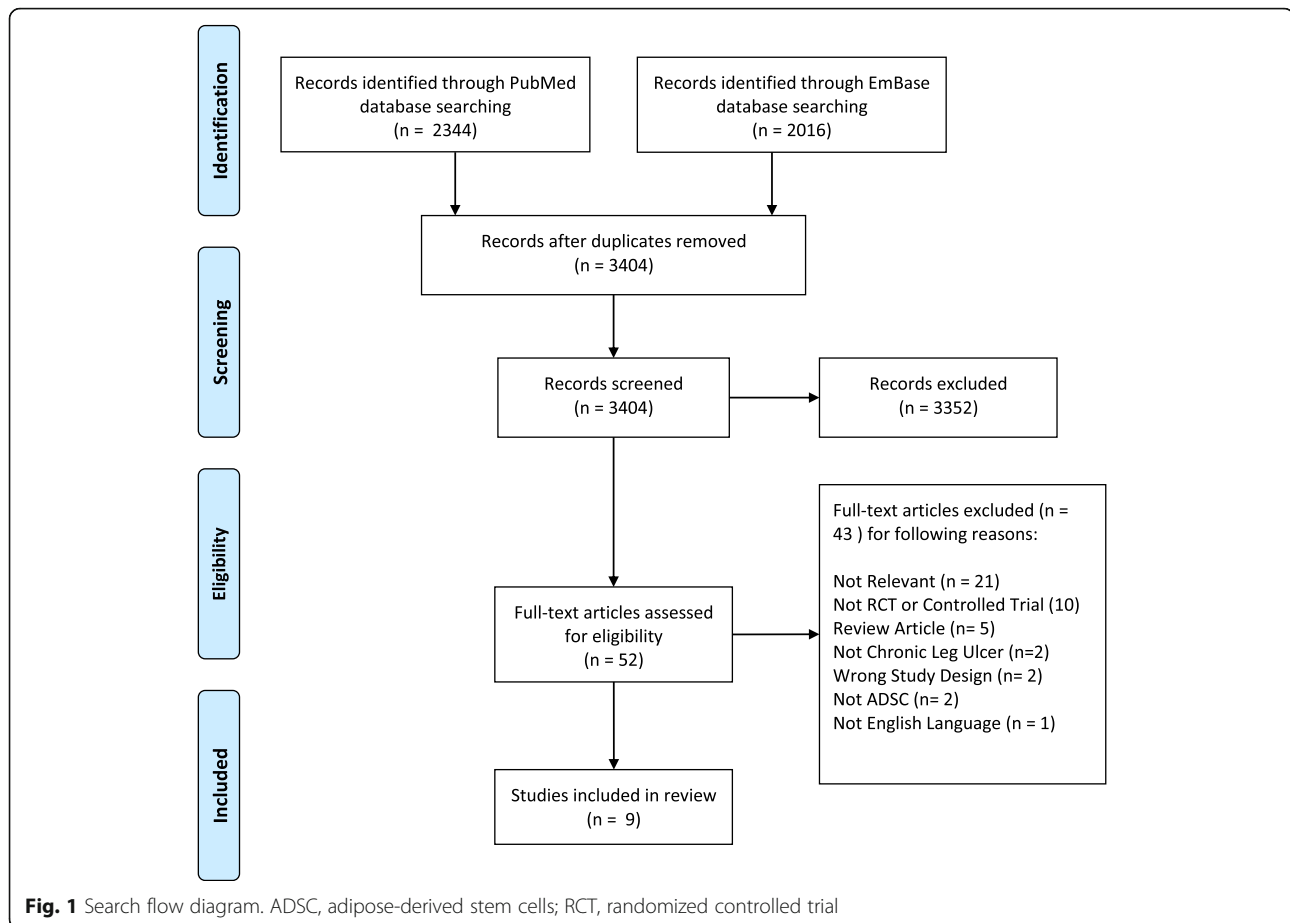 Identification
Records identified through PubMed
database searching
(n = 2344)
Records identified through EmBase
database searching
(n = 2016)
Records after duplicates removed
(n = 3404)
Screening
Records screened
(n = 3404)
Records excluded
(n = 3352)
Eligibility
Full-text articles assessed
for eligibility
(n = 52)
Full-text articles excluded (n =
43 ) for following reasons:
Not Relevant (n = 21)
Not RCT or Controlled Trial (10)
Review Article (n= 5)
Not Chronic Leg Ulcer (n=2)
Wrong Study Design (n= 2)
Not ADSC (n= 2)
Not English Language (n = 1)
Included
Studies included in review
(n = 9)
Fig. 1 Search flow diagram. ADSC, adipose-derived stem cells; RCT, randomized controlled trial